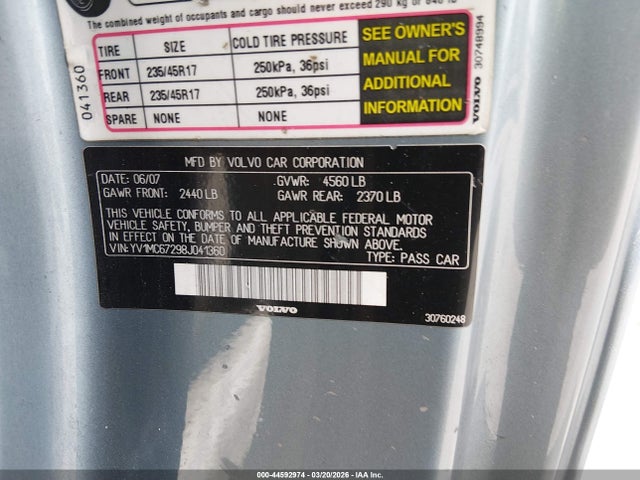 The combined weight of occupants and cargo should never exceed 290 kg or 640 lb
TIRE SIZE COLD TIRE PRESSURE
FRONT 235/45R17 250kPa, 36psi
REAR 235/45R17 250kPa, 36psi
SPARE NONE NONE
SEE OWNER'S
MANUAL FOR
ADDITIONAL
INFORMATION
041360
VOLVO 30748994
MFD BY VOLVO CAR CORPORATION
DATE: 06/07 GVWR: 4560 LB
GAWR FRONT: 2440 LB GAWR REAR: 2370 LB
THIS VEHICLE CONFORMS TO ALL APPLICABLE FEDERAL MOTOR
VEHICLE SAFETY, BUMPER, AND THEFT PREVENTION STANDARDS
IN EFFECT ON THE DATE OF MANUFACTURE SHOWN ABOVE.
VIN: YV1MC67298J041360 TYPE: PASS CAR
VOLVO
30760248
000-44592974 | 03/20/2026 | IAA Inc.